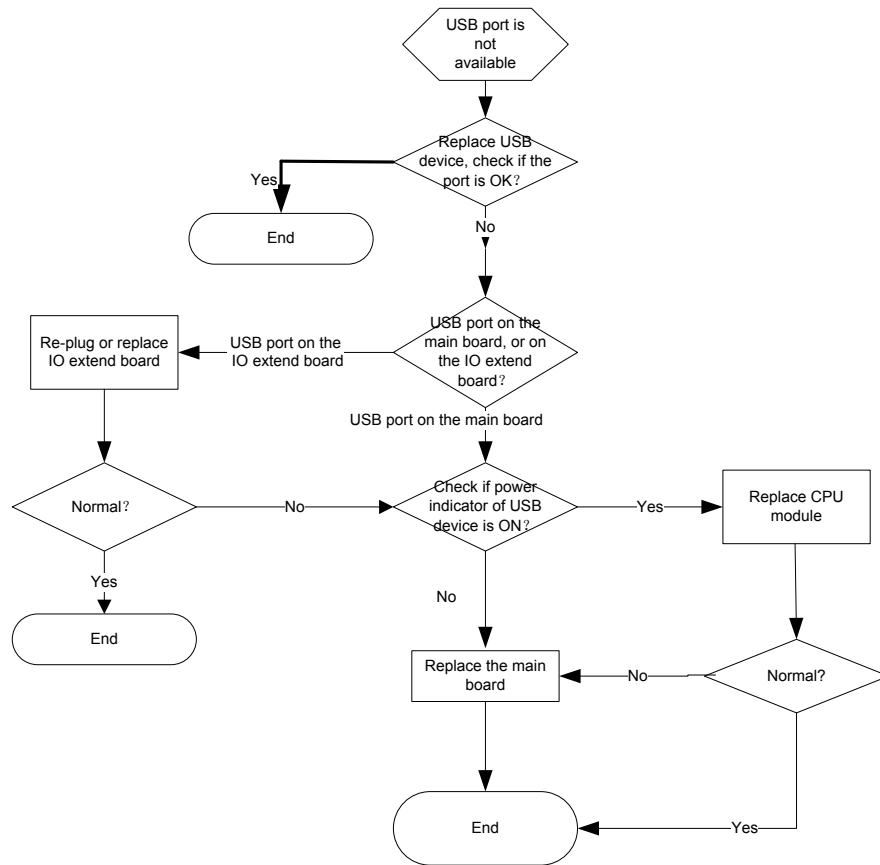 USB port is
not
available
Replace USB
device, check if the
port is OK?
Yes
End
No
USB port on the
main board, or on
the IO extend
board?
USB port on the
IO extend board
Re-plug or replace
IO extend board
USB port on the main board
Normal?
No
Check if power
indicator of USB
device is ON?
Yes
Replace CPU
module
Yes
End
No
Replace the main
board
No
Normal?
End
Yes